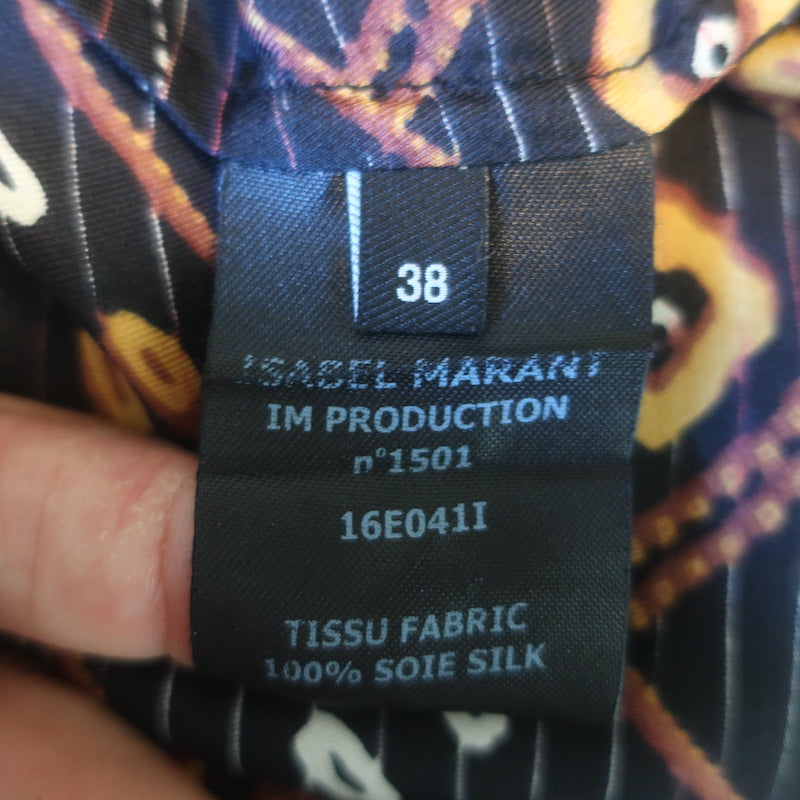 38
ISABEL MARANT
IM PRODUCTION
n°1501
16E041I
TISSU FABRIC
100% SOIE SILK